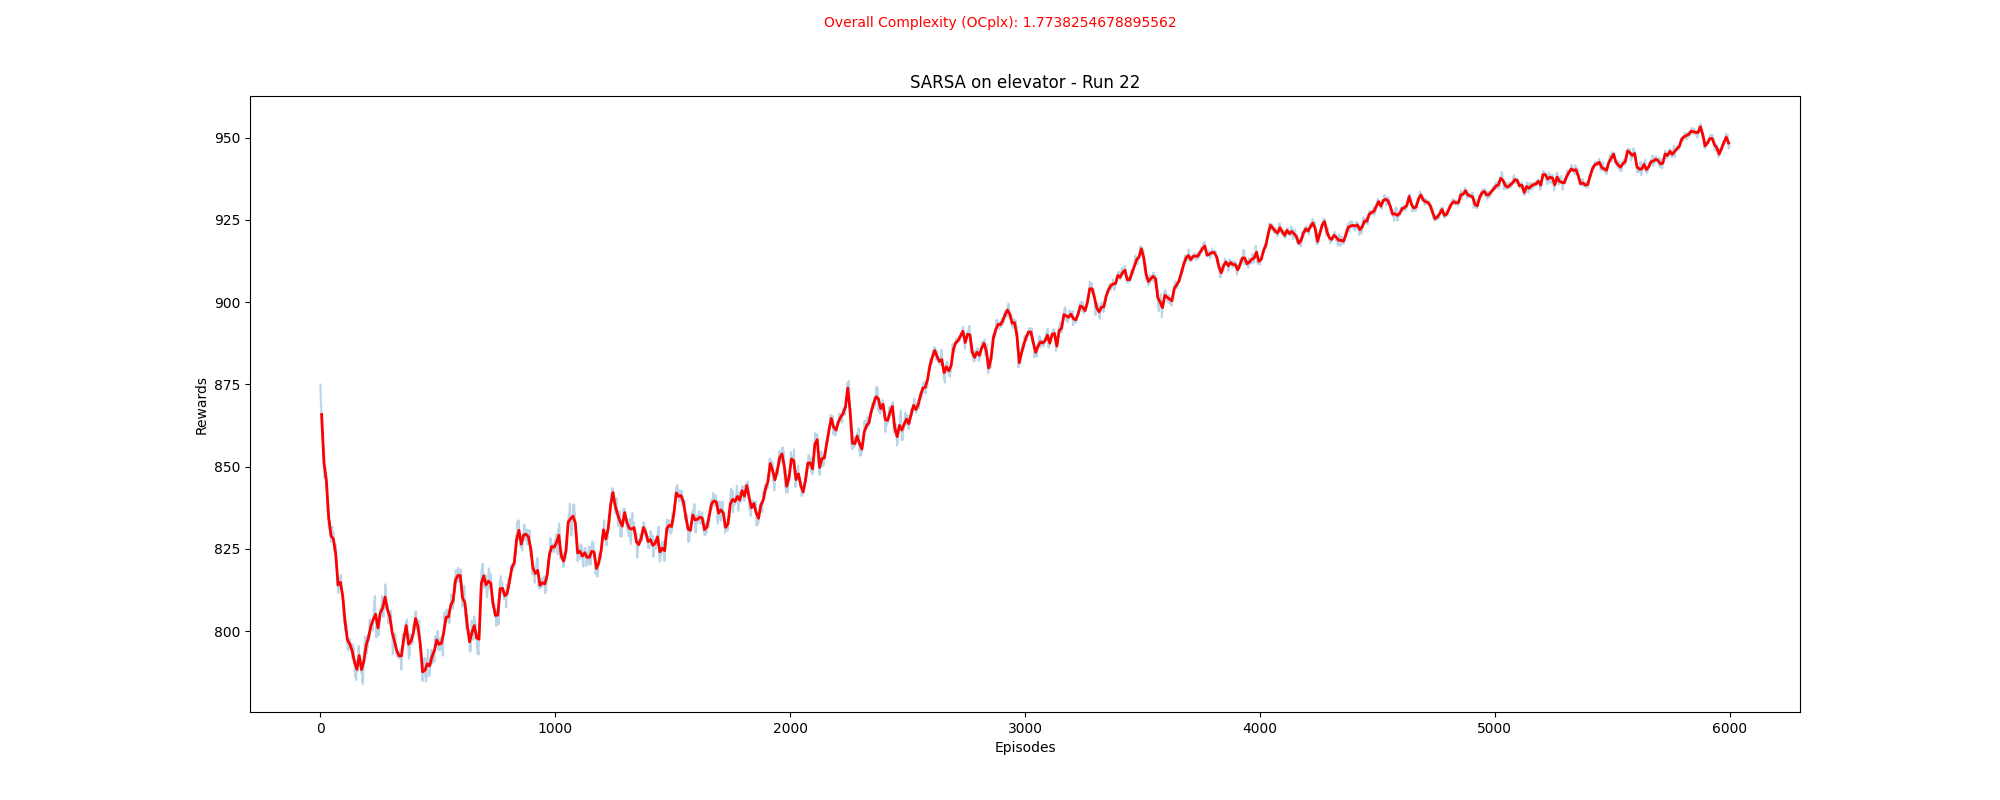 Overall Complexity (OCplx): 1.7738254678895562
SARSA on elevator - Run 22
950
925
900
875
850
825
800
Rewards
0 1000 2000 3000 4000 5000 6000
Episodes